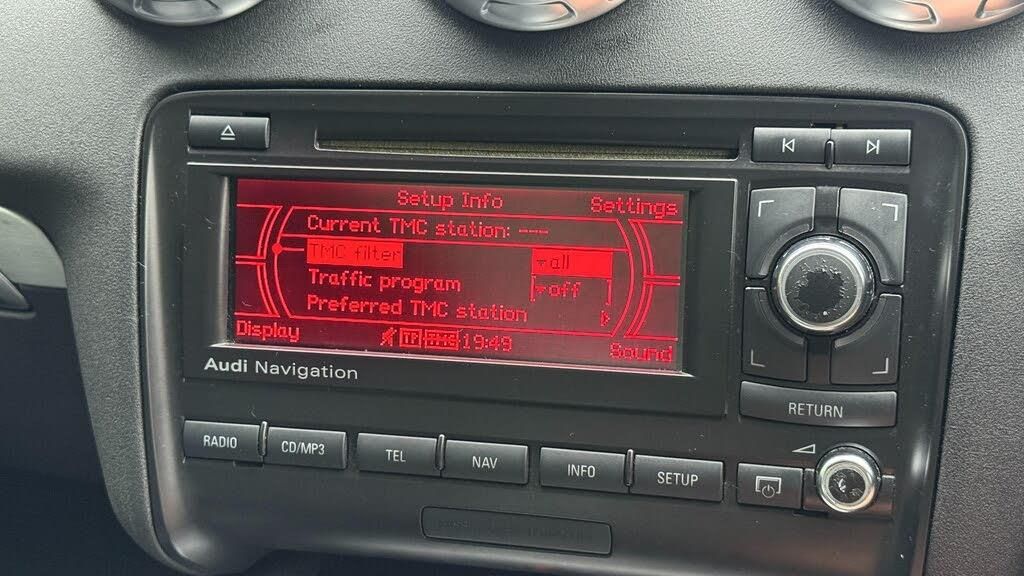 Setup Info
Settings
Current TMC station: ---
TMC filter
all
Traffic program
off
Preferred TMC station
Display
19:49
Sound
Audi Navigation
RADIO
CD/MP3
TEL
NAV
INFO
SETUP
RETURN